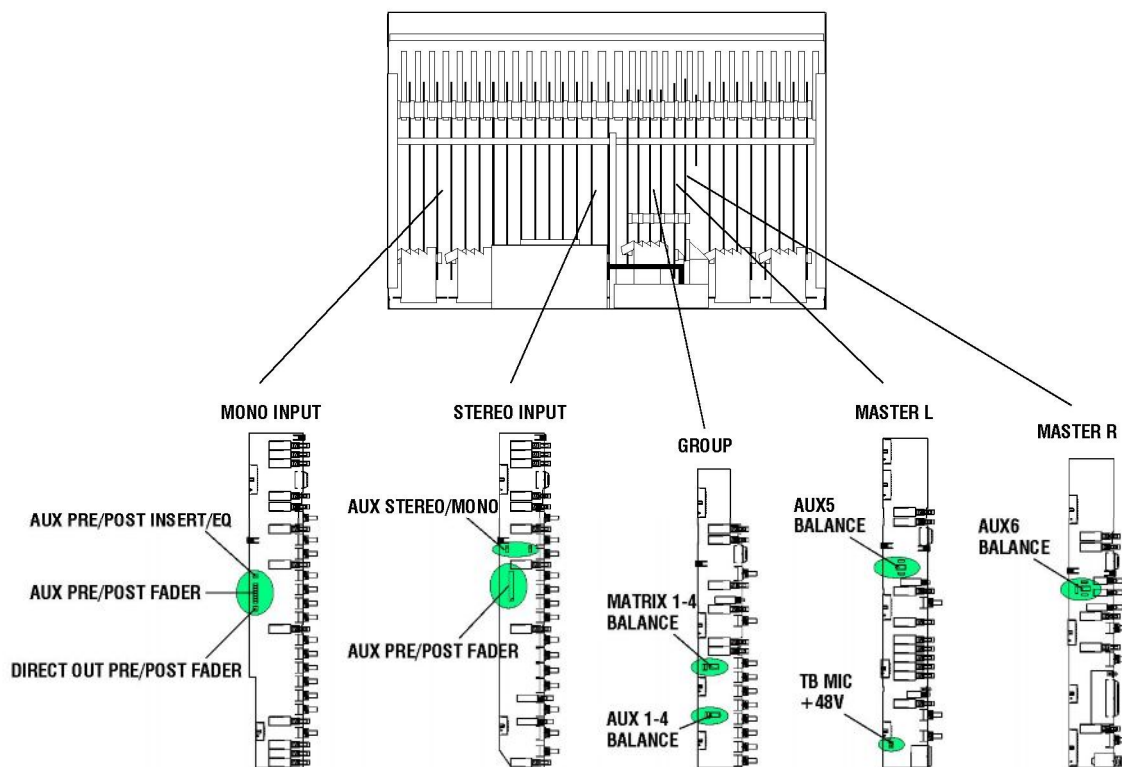 MONO INPUT
STEREO INPUT
GROUP
MASTER L
MASTER R
AUX PRE/POST INSERT/EQ
AUX PRE/POST FADER
DIRECT OUT PRE/POST FADER
AUX STEREO/MONO
AUX PRE/POST FADER
MATRIX 1-4
BALANCE
AUX 1-4
BALANCE
AUX5
BALANCE
TB MIC
+48V
AUX6
BALANCE